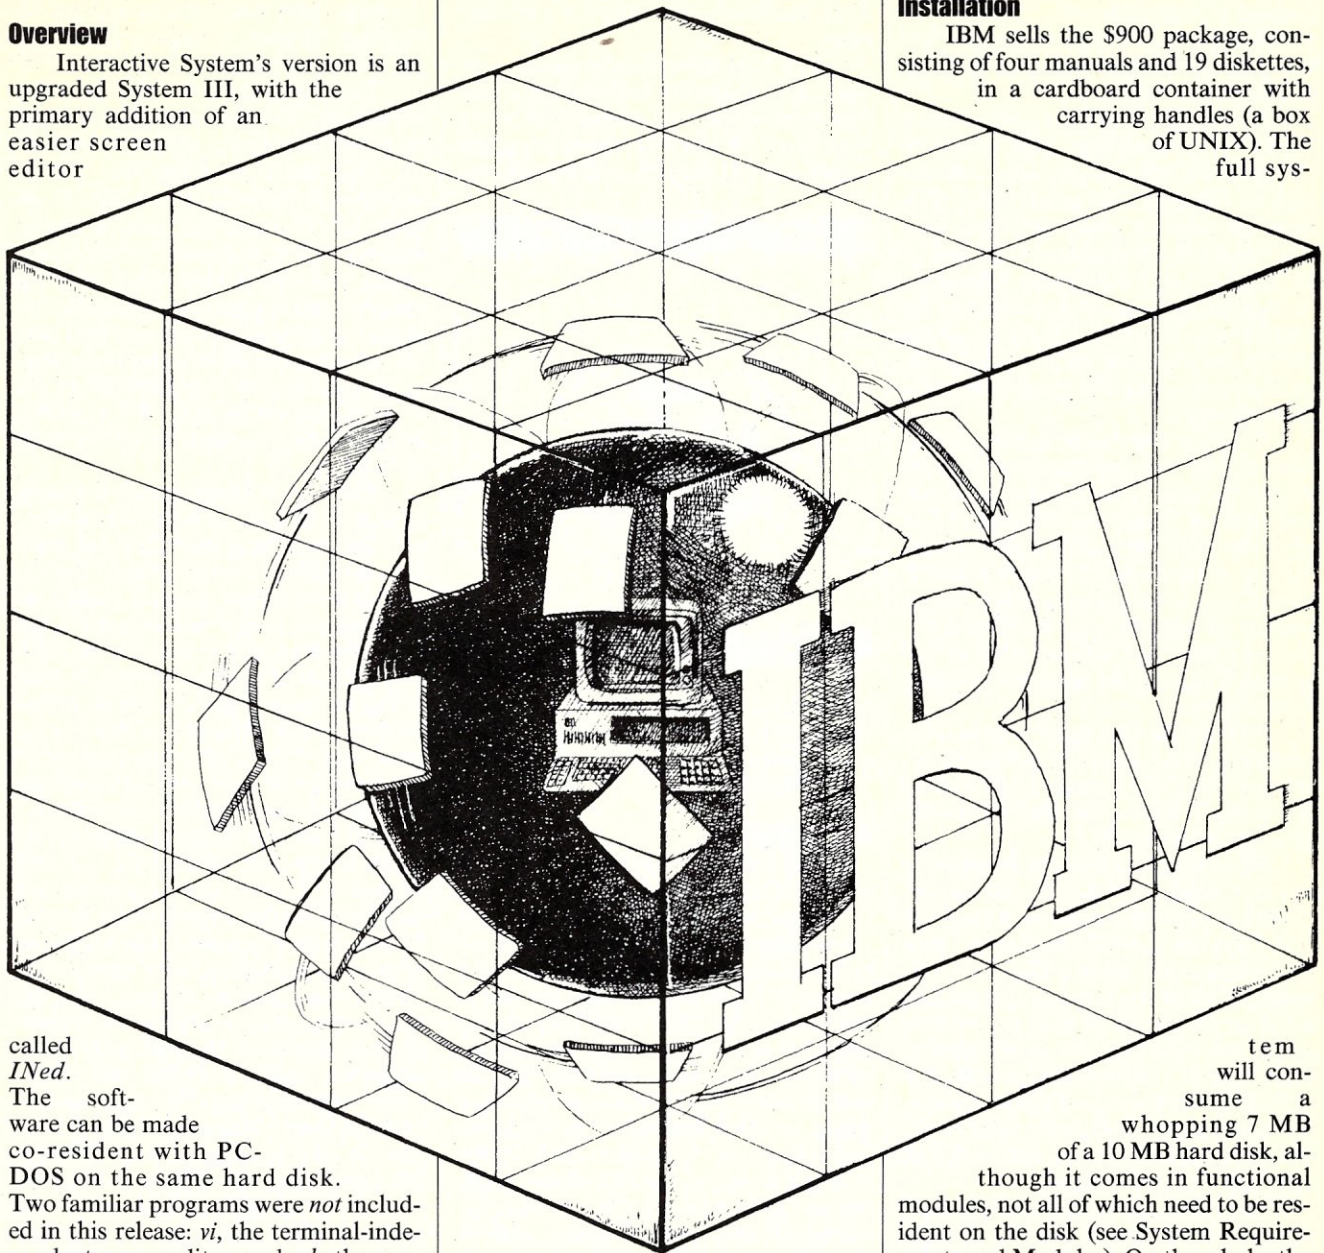 Overview
Interactive System's version is an
upgraded System III, with the
primary addition of an
easier screen
editor
called
INed.
The soft-
ware can be made
co-resident with PC-
DOS on the same hard disk.
Two familiar programs were not includ-
ed in this release: vi, the terminal-inde-
IBM
Installation
IBM sells the $900 package, con-
sisting of four manuals and 19 diskettes,
in a cardboard container with
carrying handles (a box
of UNIX). The
full sys-
tem
will con-
sume a
whopping 7 MB
of a 10 MB hard disk, al-
though it comes in functional
modules, not all of which need to be res-
ident on the disk (see System Require-